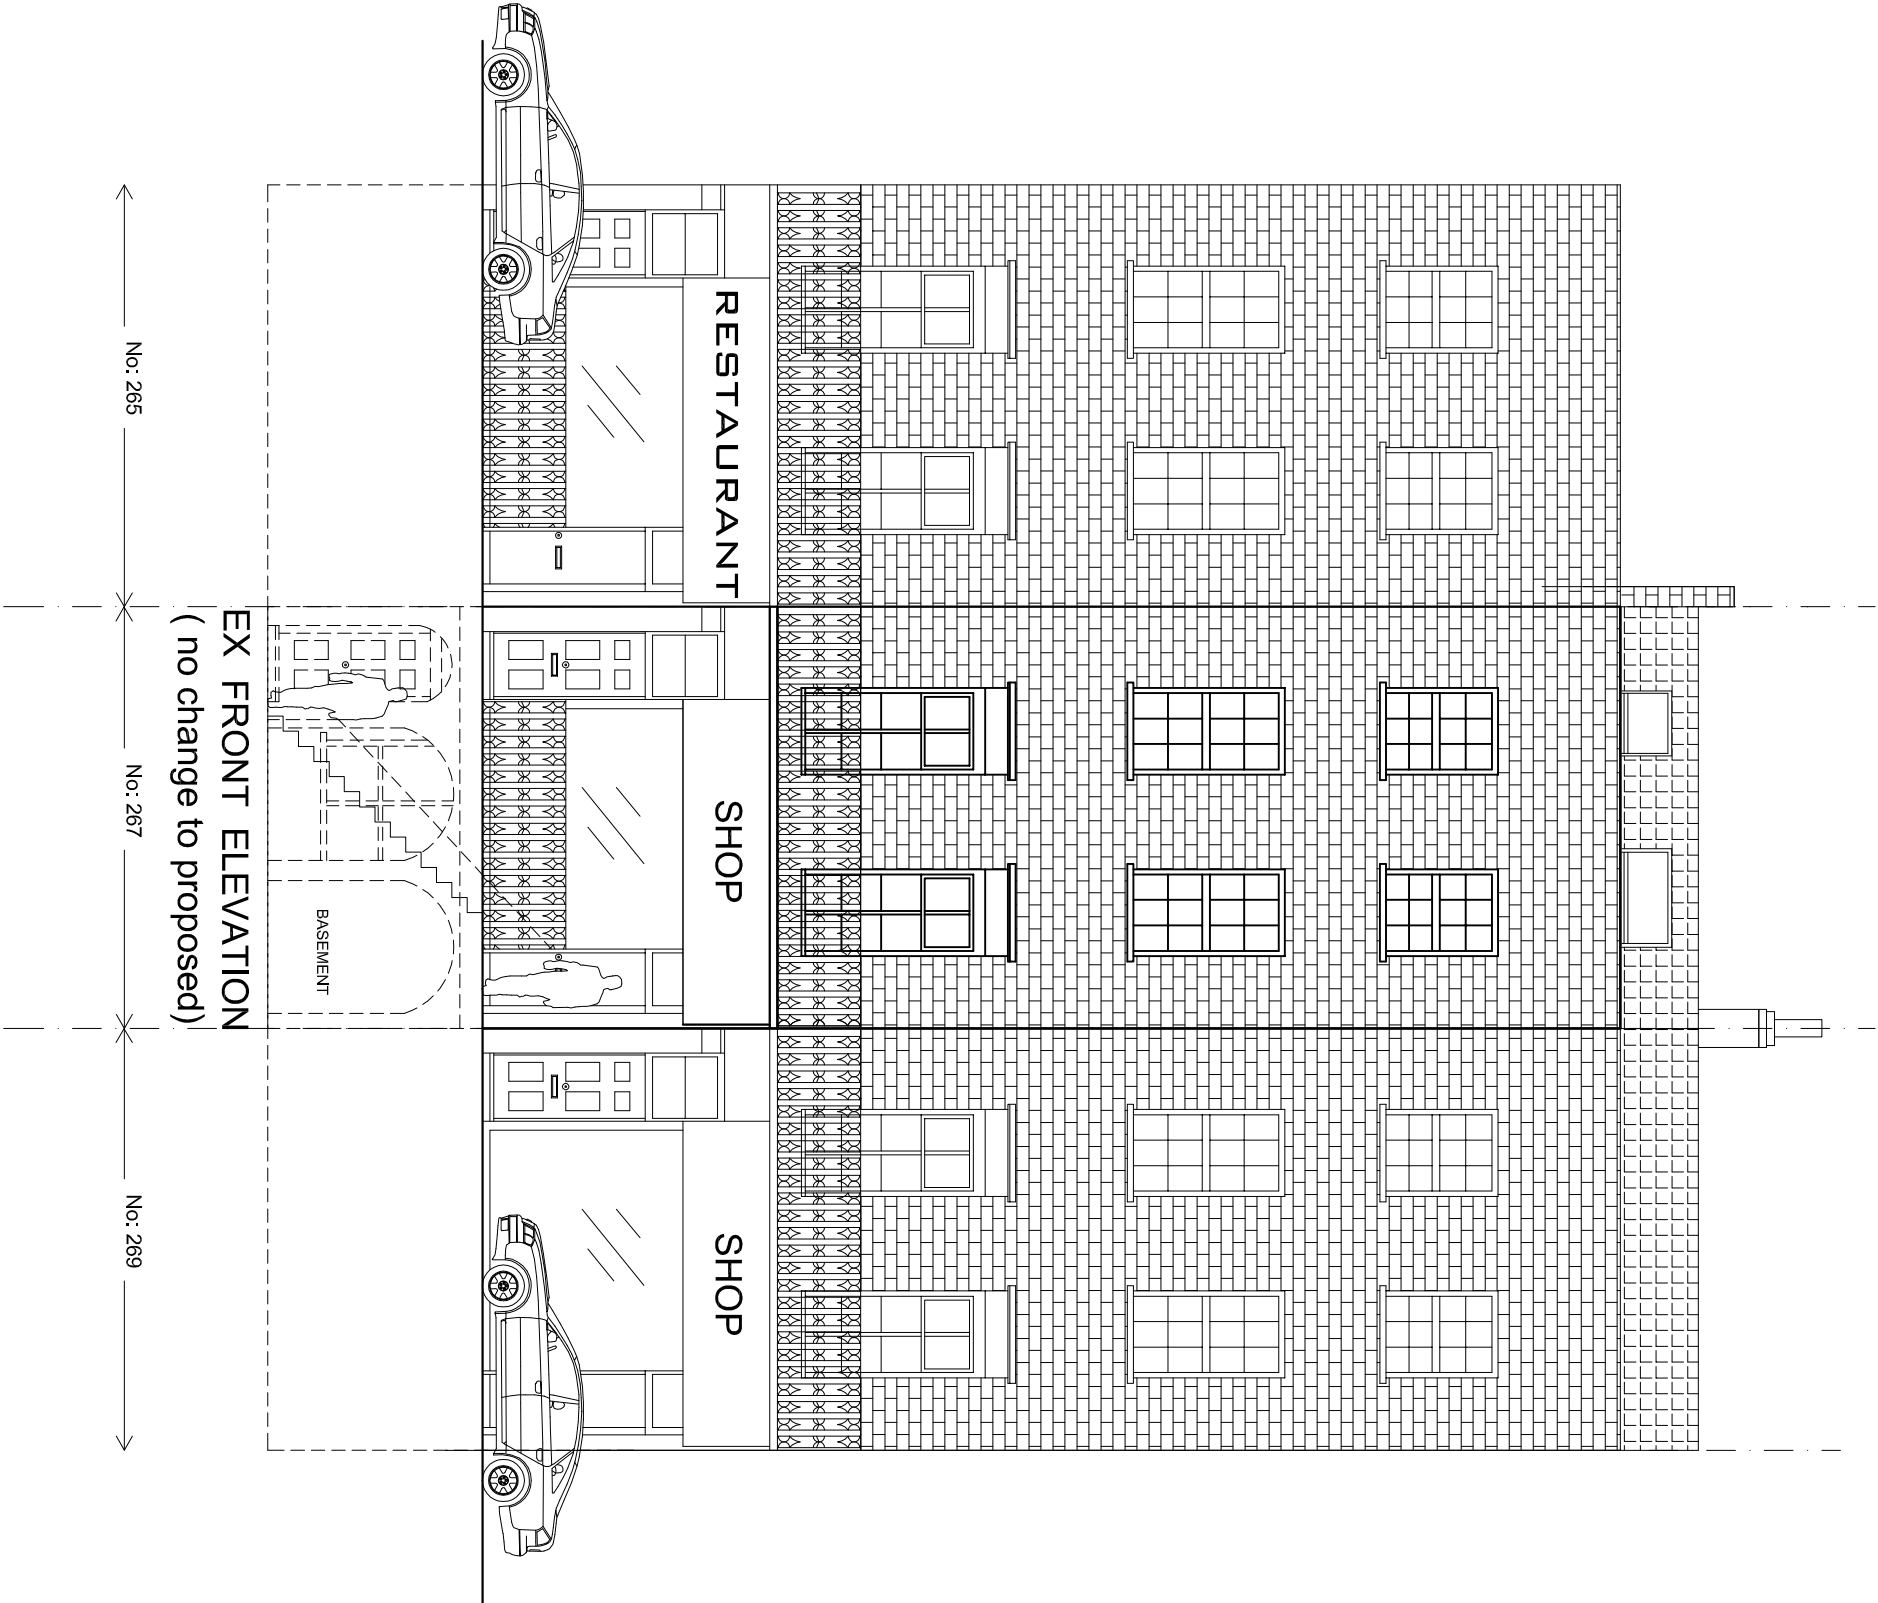 RESTAURANT
SHOP
SHOP
BASEMENT
EX FRONT ELEVATION
( no change to proposed)
No: 265
No: 267
No: 269